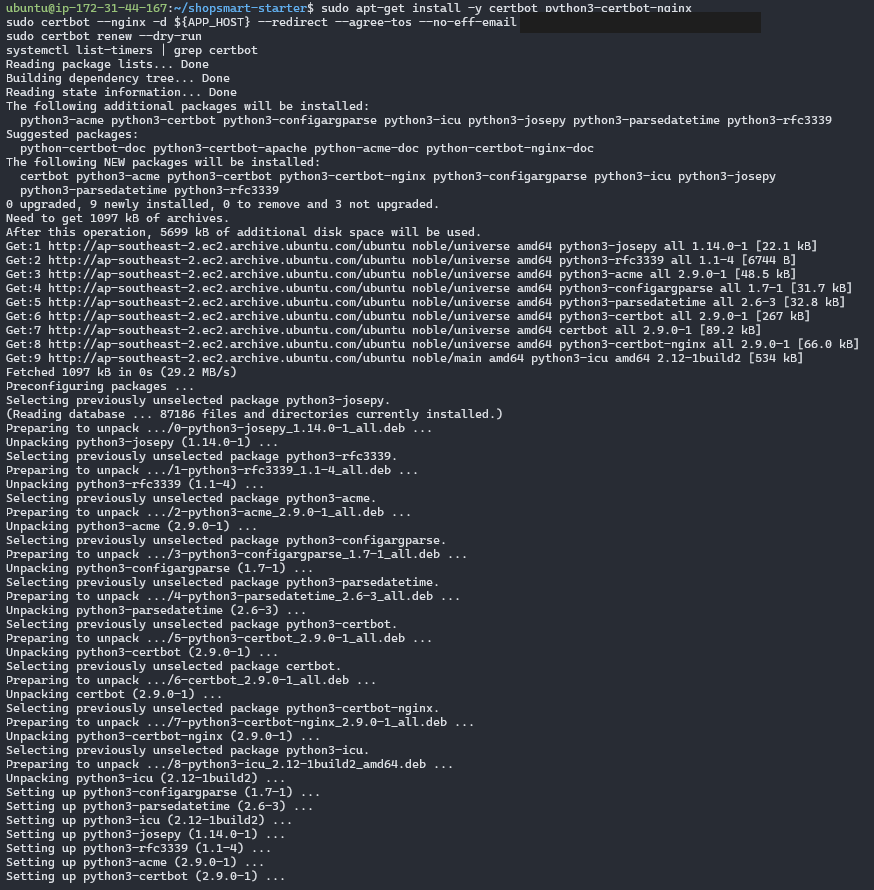 ubuntu@ip-172-31-44-167:~/shopsmart-starter$ sudo apt-get install -y certbot python3-certbot-nginx
sudo certbot --nginx -d ${APP_HOST} --redirect --agree-tos --no-eff-email
sudo certbot renew --dry-run
systemctl list-timers | grep certbot
Reading package lists... Done
Building dependency tree... Done
Reading state information... Done
The following additional packages will be installed:
  python3-acme python3-certbot python3-configargparse python3-icu python3-josepy python3-parsedatetime python3-rfc3339
Suggested packages:
  python-certbot-doc python3-certbot-apache python-acme-doc python-certbot-nginx-doc
The following NEW packages will be installed:
  certbot python3-acme python3-certbot python3-certbot-nginx python3-configargparse python3-icu python3-josepy
  python3-parsedatetime python3-rfc3339
0 upgraded, 9 newly installed, 0 to remove and 3 not upgraded.
Need to get 1097 kB of archives.
After this operation, 5699 kB of additional disk space will be used.
Get:1 http://ap-southeast-2.ec2.archive.ubuntu.com/ubuntu noble/universe amd64 python3-josepy all 1.14.0-1 [22.1 kB]
Get:2 http://ap-southeast-2.ec2.archive.ubuntu.com/ubuntu noble/universe amd64 python3-rfc3339 all 1.1-4 [6744 B]
Get:3 http://ap-southeast-2.ec2.archive.ubuntu.com/ubuntu noble/universe amd64 python3-acme all 2.9.0-1 [48.5 kB]
Get:4 http://ap-southeast-2.ec2.archive.ubuntu.com/ubuntu noble/universe amd64 python3-configargparse all 1.7-1 [31.7 kB]
Get:5 http://ap-southeast-2.ec2.archive.ubuntu.com/ubuntu noble/universe amd64 python3-parsedatetime all 2.6-3 [32.8 kB]
Get:6 http://ap-southeast-2.ec2.archive.ubuntu.com/ubuntu noble/universe amd64 python3-certbot all 2.9.0-1 [267 kB]
Get:7 http://ap-southeast-2.ec2.archive.ubuntu.com/ubuntu noble/universe amd64 certbot all 2.9.0-1 [89.2 kB]
Get:8 http://ap-southeast-2.ec2.archive.ubuntu.com/ubuntu noble/universe amd64 python3-certbot-nginx all 2.9.0-1 [66.0 kB]
Get:9 http://ap-southeast-2.ec2.archive.ubuntu.com/ubuntu noble/main amd64 python3-icu amd64 2.12-1build2 [534 kB]
Fetched 1097 kB in 0s (29.2 MB/s)
Preconfiguring packages ...
Selecting previously unselected package python3-josepy.
(Reading database ... 87186 files and directories currently installed.)
Preparing to unpack .../0-python3-josepy_1.14.0-1_all.deb ...
Unpacking python3-josepy (1.14.0-1) ...
Selecting previously unselected package python3-rfc3339.
Preparing to unpack .../1-python3-rfc3339_1.1-4_all.deb ...
Unpacking python3-rfc3339 (1.1-4) ...
Selecting previously unselected package python3-acme.
Preparing to unpack .../2-python3-acme_2.9.0-1_all.deb ...
Unpacking python3-acme (2.9.0-1) ...
Selecting previously unselected package python3-configargparse.
Preparing to unpack .../3-python3-configargparse_1.7-1_all.deb ...
Unpacking python3-configargparse (1.7-1) ...
Selecting previously unselected package python3-parsedatetime.
Preparing to unpack .../4-python3-parsedatetime_2.6-3_all.deb ...
Unpacking python3-parsedatetime (2.6-3) ...
Selecting previously unselected package python3-certbot.
Preparing to unpack .../5-python3-certbot_2.9.0-1_all.deb ...
Unpacking python3-certbot (2.9.0-1) ...
Selecting previously unselected package certbot.
Preparing to unpack .../6-certbot_2.9.0-1_all.deb ...
Unpacking certbot (2.9.0-1) ...
Selecting previously unselected package python3-certbot-nginx.
Preparing to unpack .../7-python3-certbot-nginx_2.9.0-1_all.deb ...
Unpacking python3-certbot-nginx (2.9.0-1) ...
Selecting previously unselected package python3-icu.
Preparing to unpack .../8-python3-icu_2.12-1build2_amd64.deb ...
Unpacking python3-icu (2.12-1build2) ...
Setting up python3-configargparse (1.7-1) ...
Setting up python3-parsedatetime (2.6-3) ...
Setting up python3-icu (2.12-1build2) ...
Setting up python3-josepy (1.14.0-1) ...
Setting up python3-rfc3339 (1.1-4) ...
Setting up python3-acme (2.9.0-1) ...
Setting up python3-certbot (2.9.0-1) ...